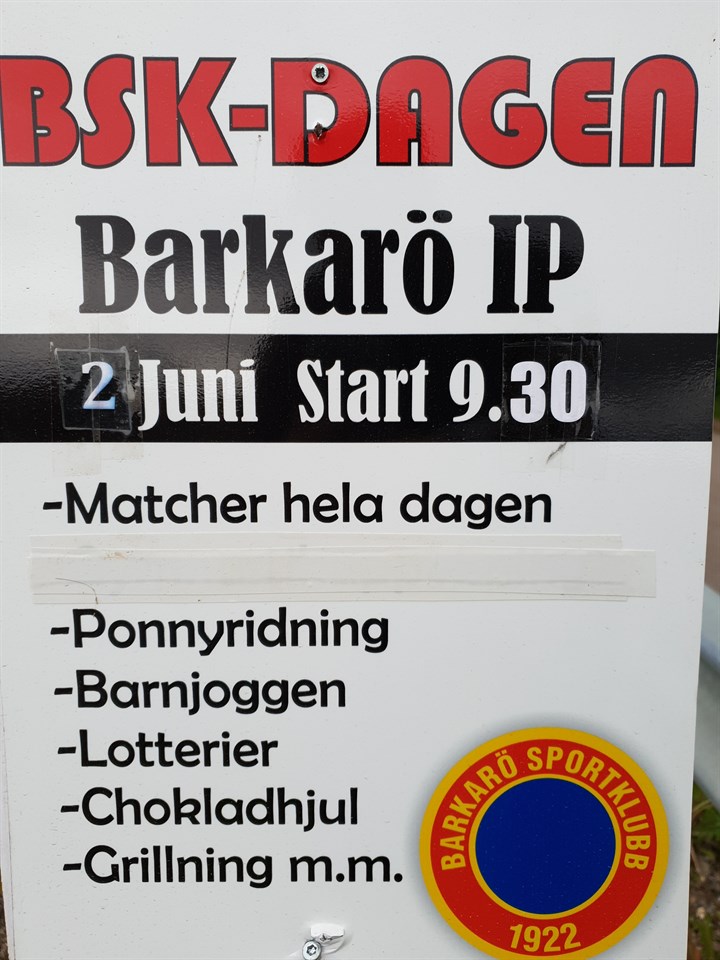 BSK-DAGEN
Barkarö IP
2 Juni Start 9.30
-Matcher hela dagen
-Ponnyridning
-Barnjoggen
-Lotterier
-Chokladhjul
-Grillning m.m.
BARKARÖ SPORTKLUBB
1922